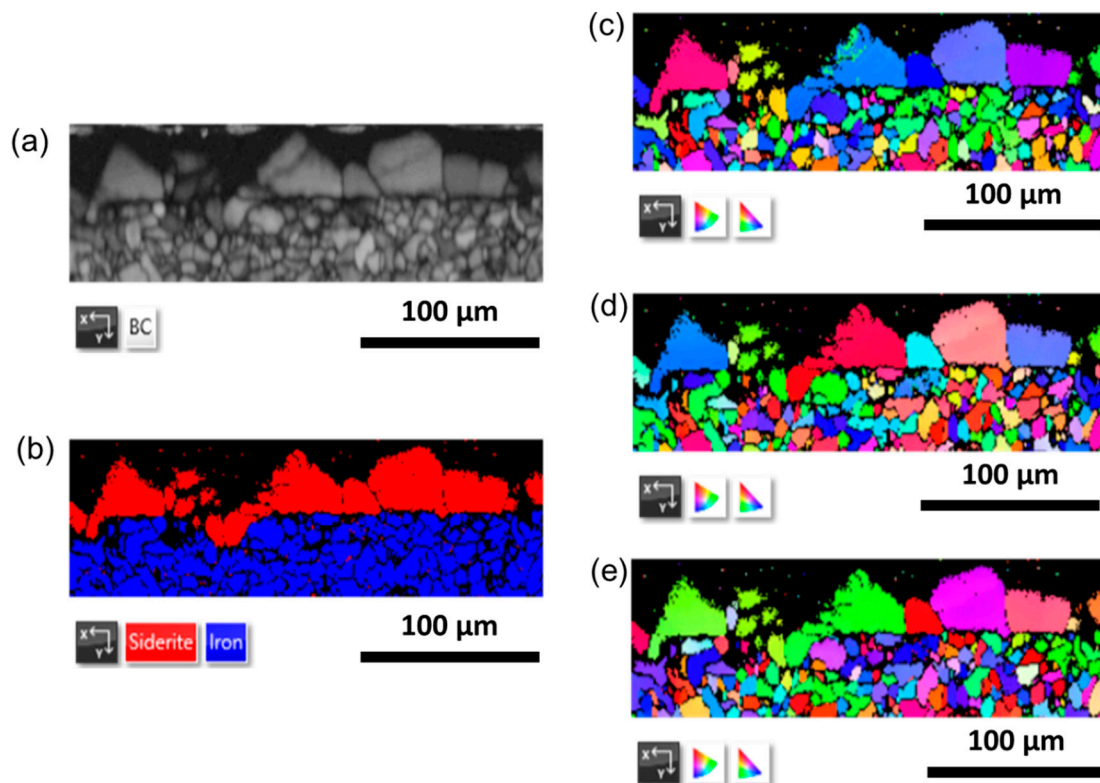 (a)
X
Y
BC
100 μm
(b)
X
Y
Siderite
Iron
100 μm
(c)
X
Y
100 μm
(d)
X
Y
100 μm
(e)
X
Y
100 μm